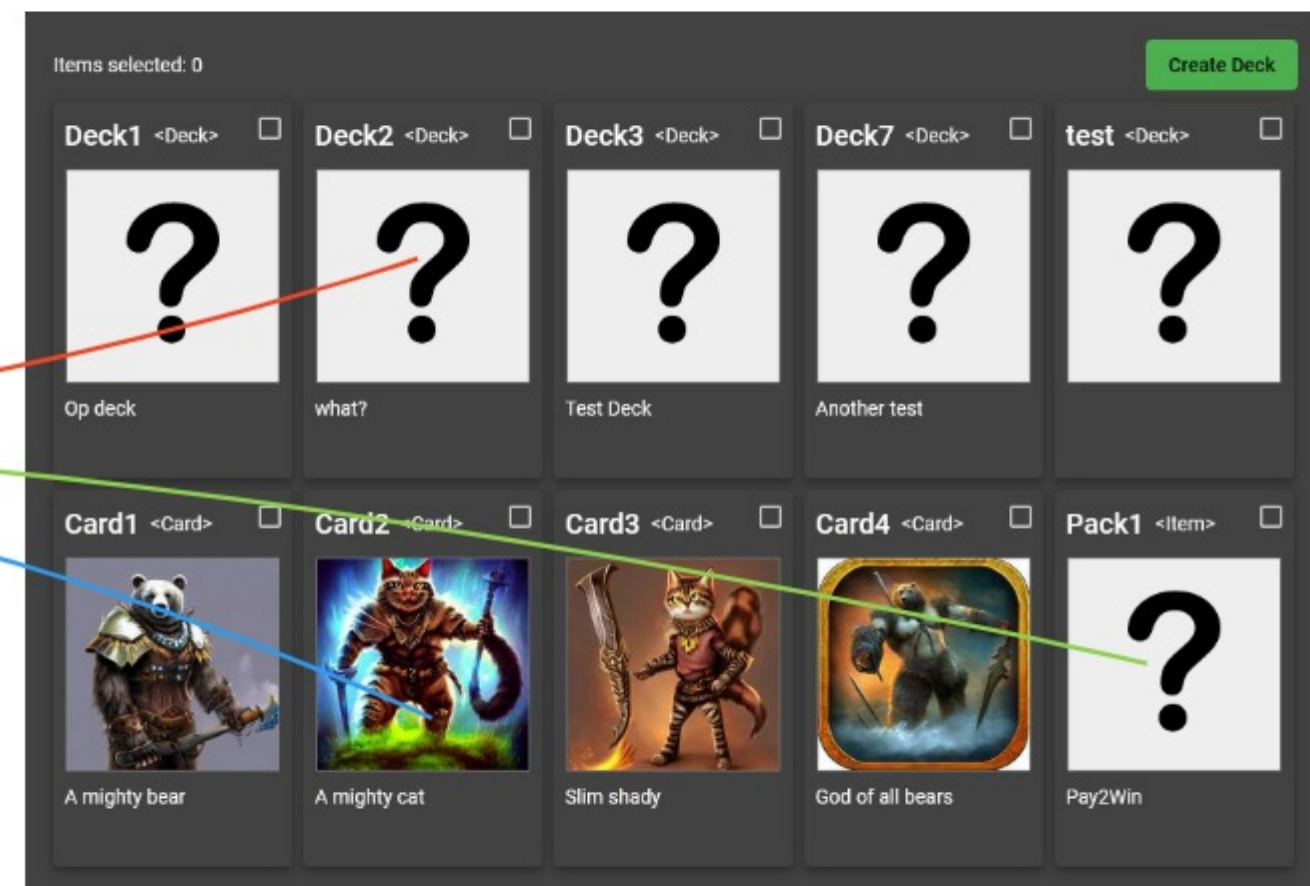 Items selected: 0
Create Deck
Deck1 <Deck>
Deck2 <Deck>
Deck3 <Deck>
Deck7 <Deck>
test <Deck>
Op deck
what?
Test Deck
Another test
Card1 <Card>
Card2 <Card>
Card3 <Card>
Card4 <Card>
Pack1 <Item>
A mighty bear
A mighty cat
Slim shady
God of all bears
Pay2Win